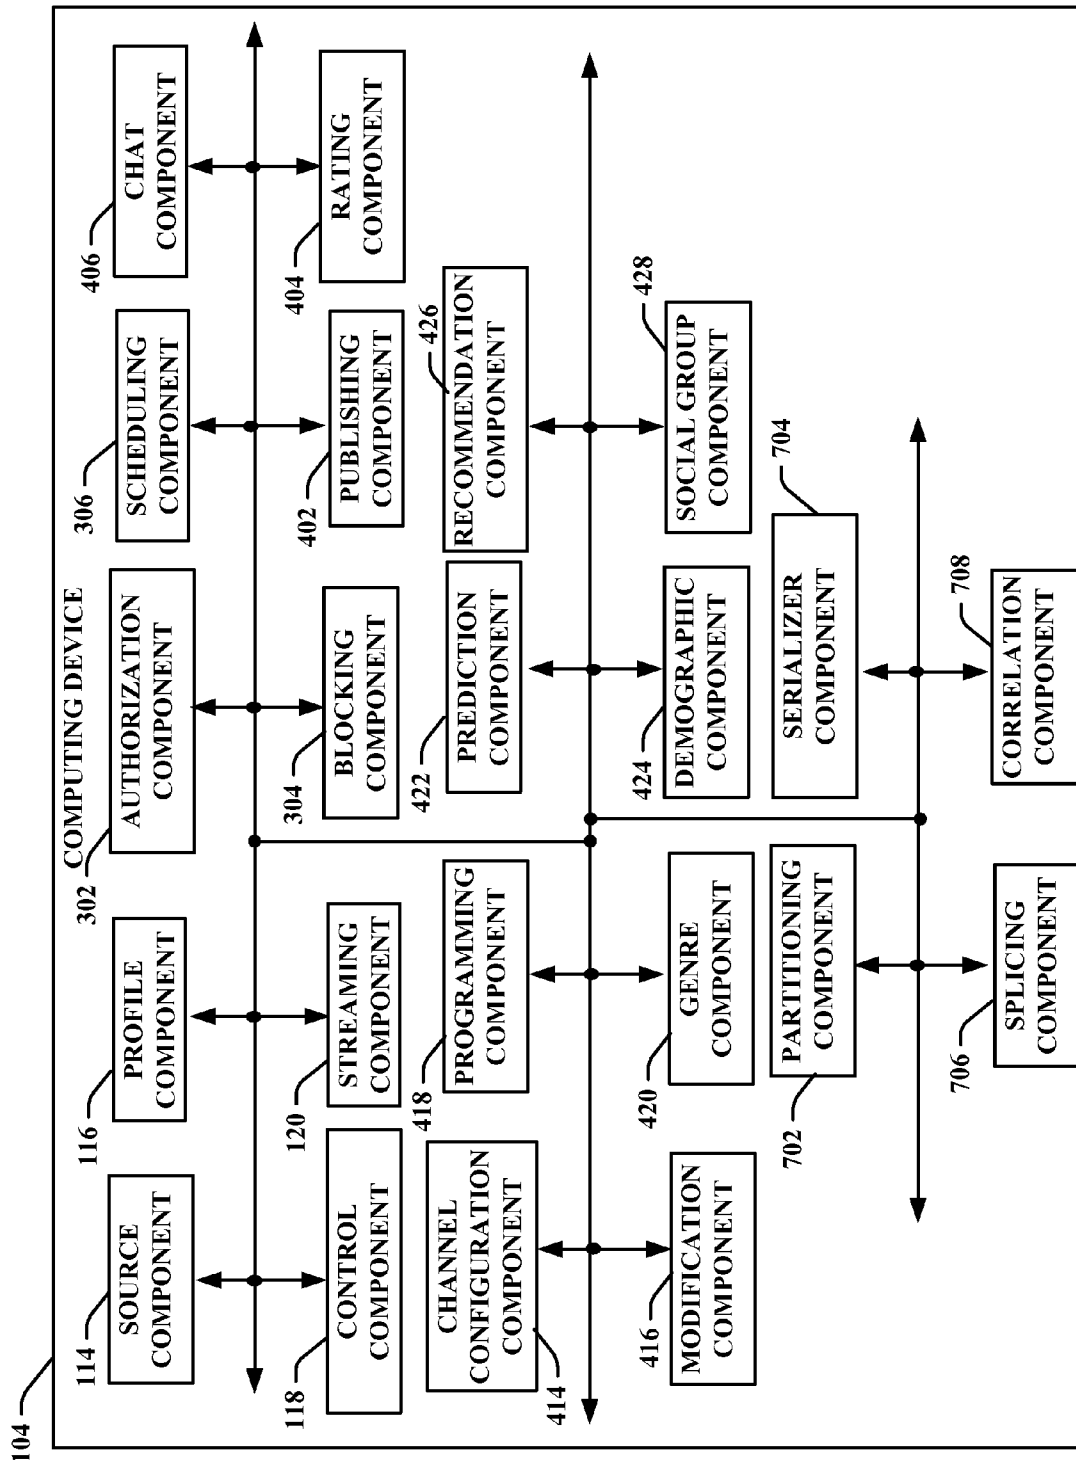 104
COMPUTING DEVICE
114
SOURCE
COMPONENT
116
PROFILE
COMPONENT
302
AUTHORIZATION
COMPONENT
306
SCHEDULING
COMPONENT
406
CHAT
COMPONENT
118
CONTROL
COMPONENT
120
STREAMING
COMPONENT
304
BLOCKING
COMPONENT
402
PUBLISHING
COMPONENT
404
RATING
COMPONENT
414
CHANNEL
CONFIGURATION
COMPONENT
418
PROGRAMMING
COMPONENT
422
PREDICTION
COMPONENT
426
RECOMMENDATION
COMPONENT
416
MODIFICATION
COMPONENT
420
GENRE
COMPONENT
424
DEMOGRAPHIC
COMPONENT
428
SOCIAL GROUP
COMPONENT
702
PARTITIONING
COMPONENT
704
SERIALIZER
COMPONENT
706
SPLICING
COMPONENT
708
CORRELATION
COMPONENT